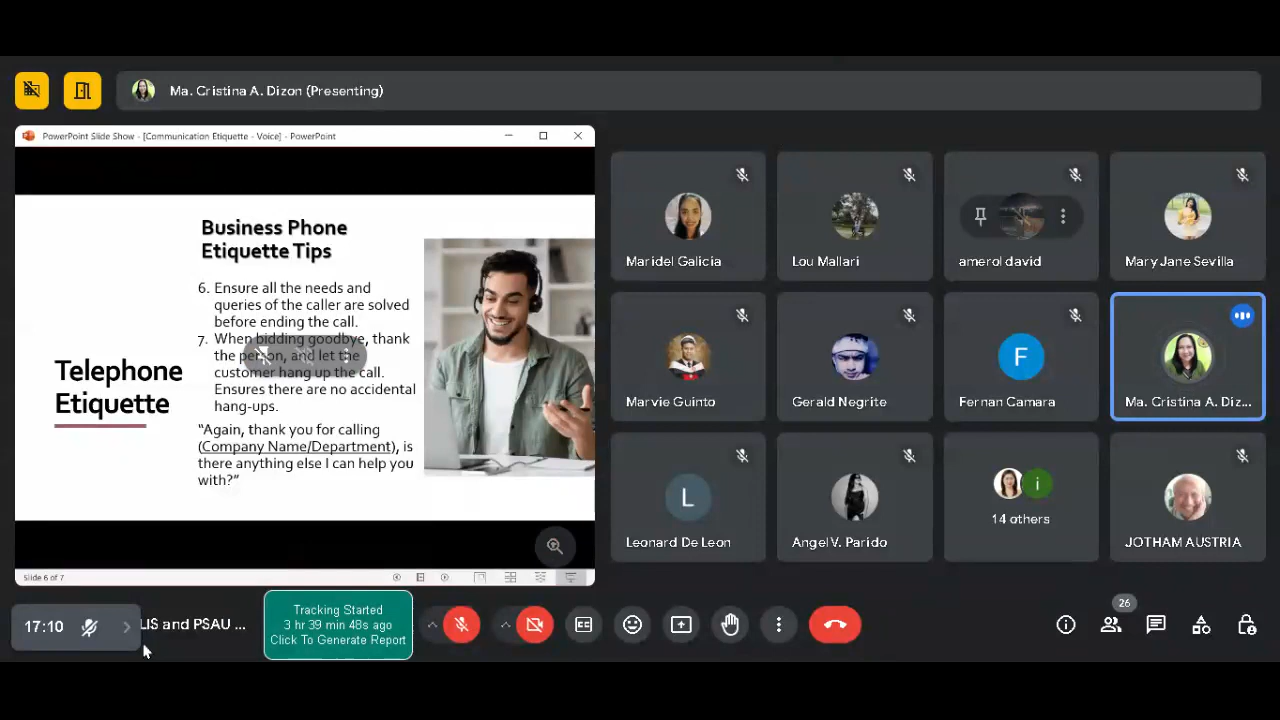 Ma. Cristina A. Dizon (Presenting)
PowerPoint Slide Show - [Communication Etiquette - Voice] - PowerPoint
Business Phone
Etiquette Tips
6. Ensure all the needs and
queries of the caller are solved
before ending the call.
7. When bidding goodbye, thank
the person, and let the
customer hang up the call.
Ensures there are no accidental
hang-ups.
“Again, thank you for calling
(Company Name/Department), is
there anything else I can help you
with?”
Telephone
Etiquette
Slide 6 of 7
Maridel Galicia
Lou Mallari
amerol david
Mary Jane Sevilla
Marvie Guinto
Gerald Negrite
F
Fernan Camara
Ma. Cristina A. Diz...
L
Leonard De Leon
Angel V. Parido
i
14 others
JOTHAM AUSTRIA
17:10
LIS and PSAU ...
Tracking Started
3 hr 39 min 48s ago
Click To Generate Report
26